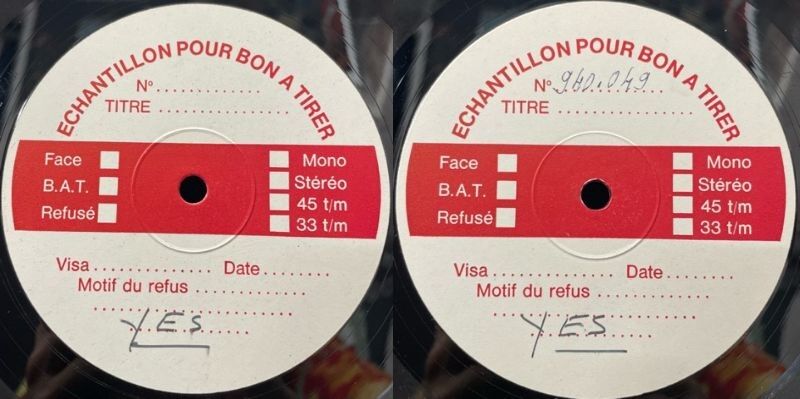 ECHANTILLON POUR BON A TIRER
N° ..............
TITRE .................
Face
B.A.T.
Refusé
Mono
Stéréo
45 t/m
33 t/m
Visa .............. Date ........
Motif du refus ..............
YES
ECHANTILLON POUR BON A TIRER
N° 940.049
TITRE .................
Face
B.A.T.
Refusé
Mono
Stéréo
45 t/m
33 t/m
Visa .............. Date ........
Motif du refus ..............
YES